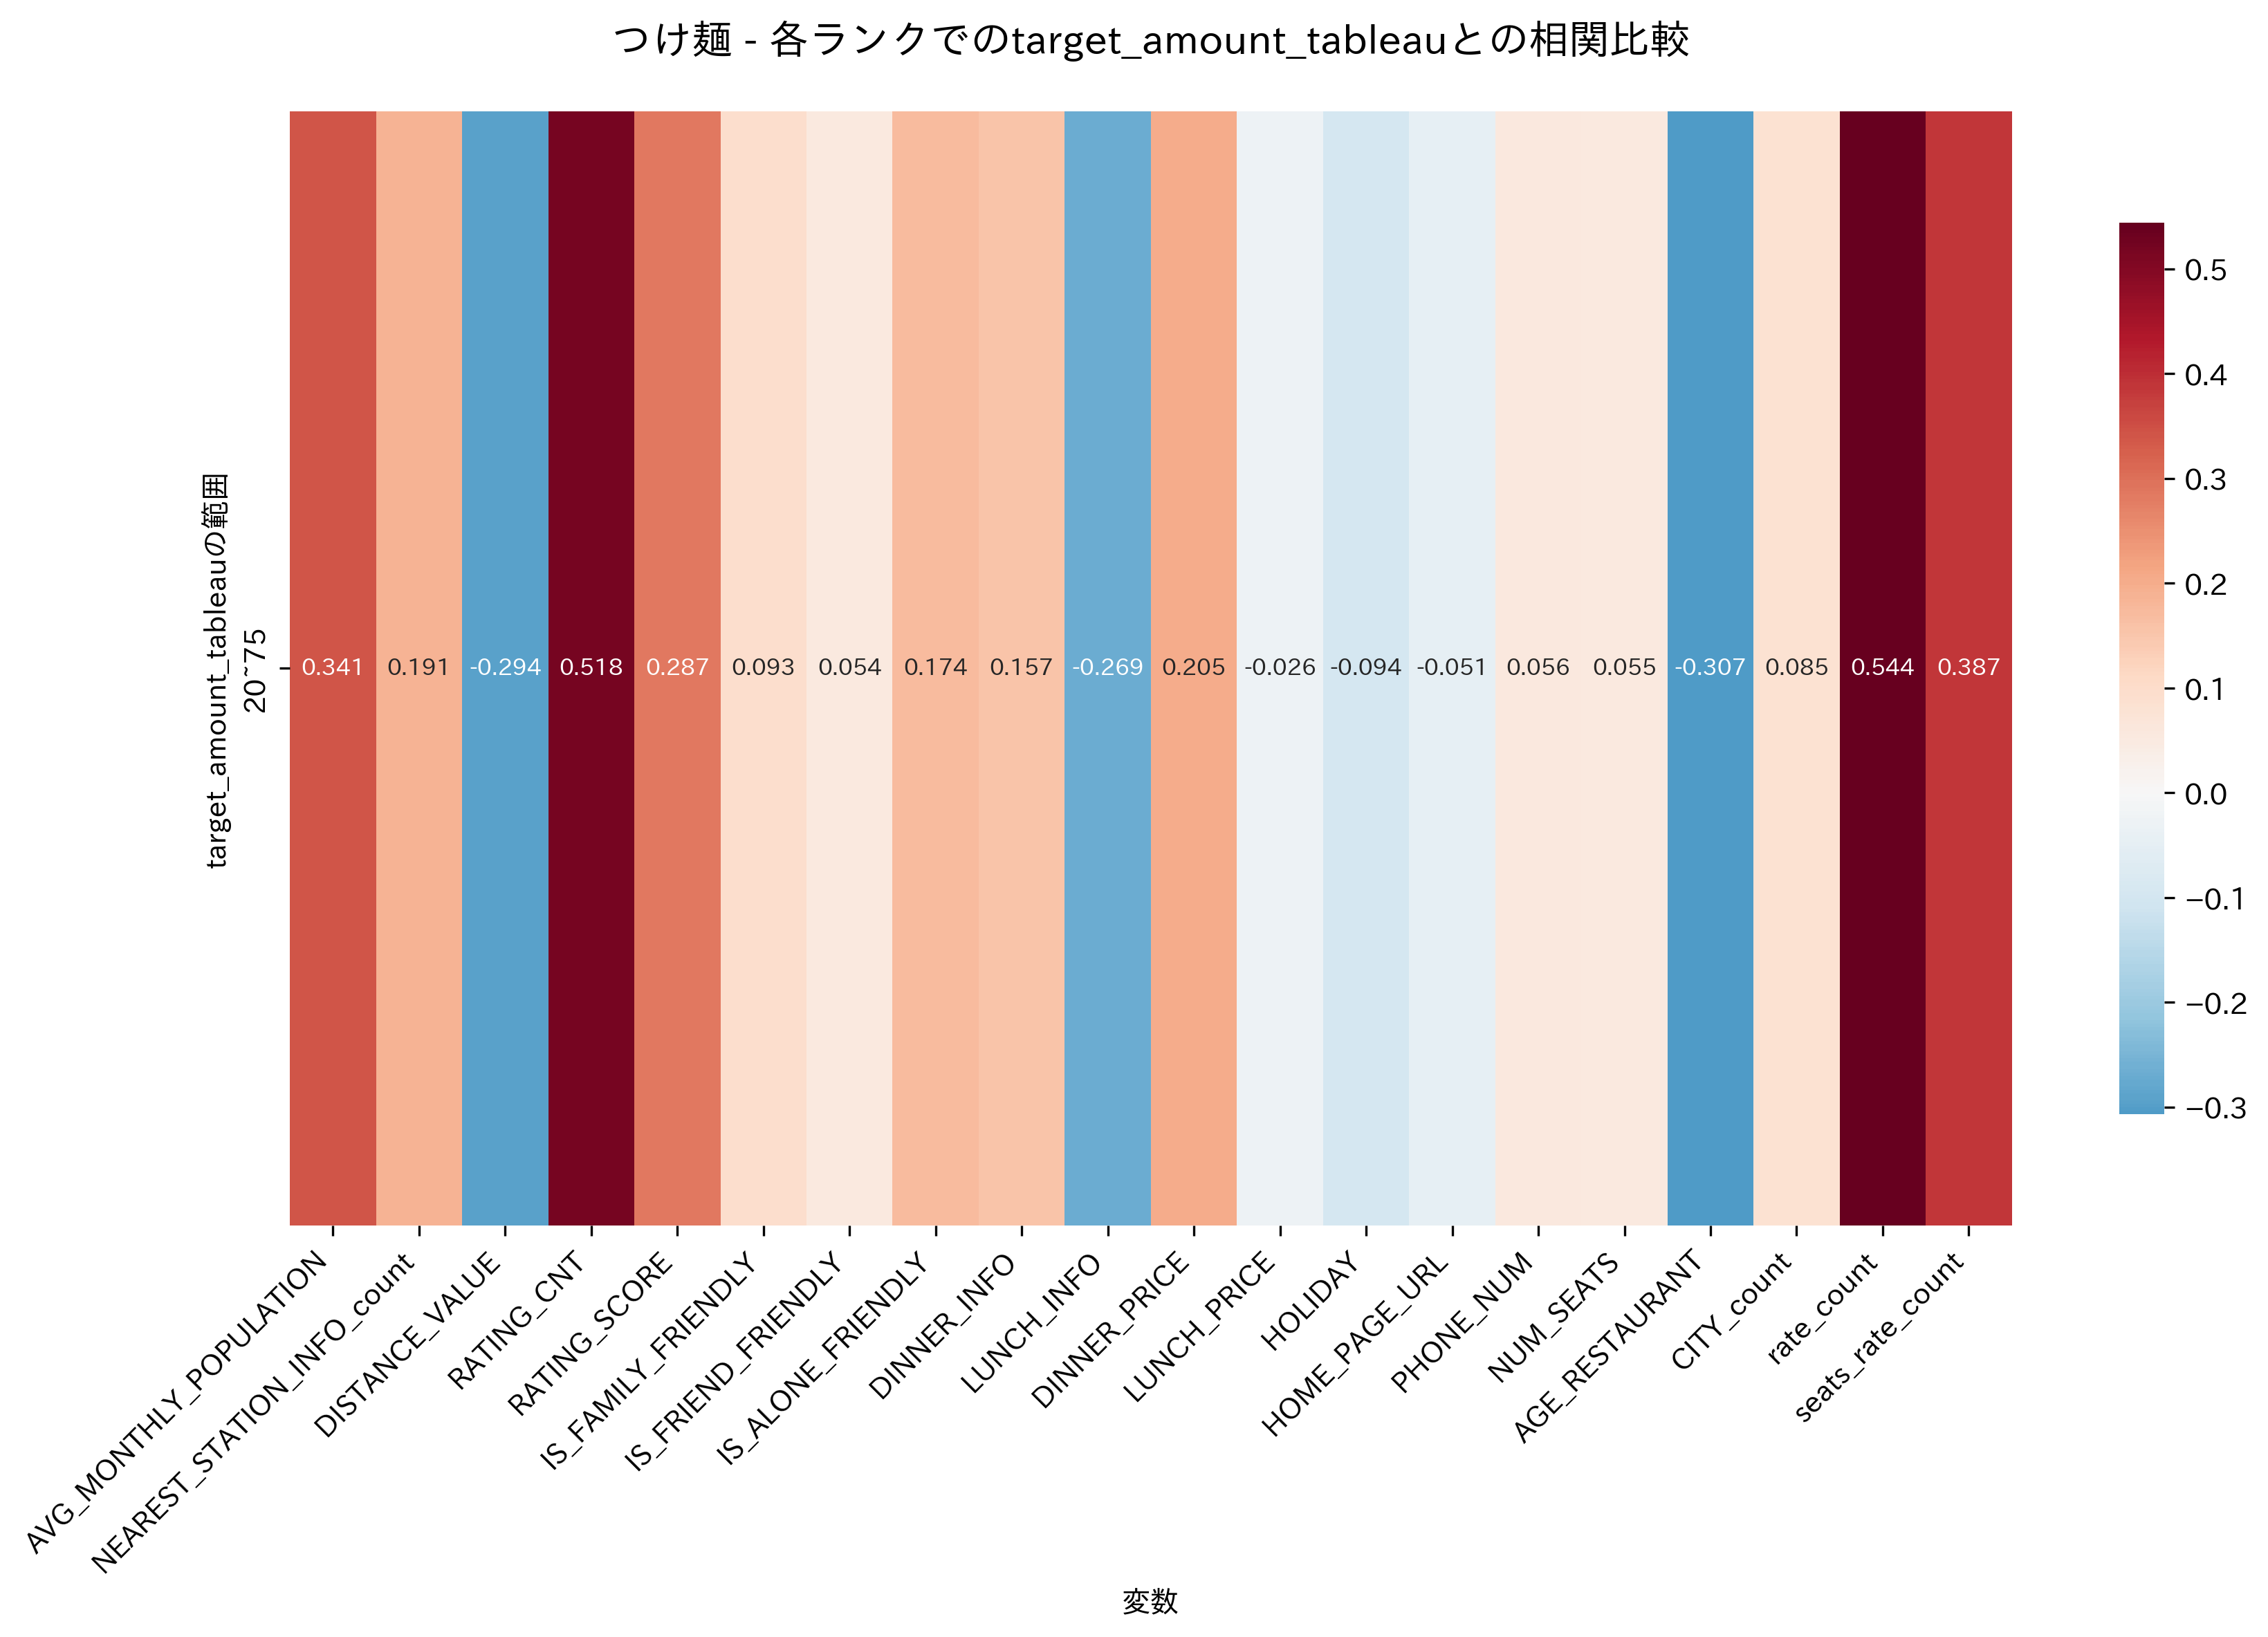 つけ麺 - 各ランクでのtarget_amount_tableauとの相関比較
target_amount_tableauの範囲
20~75
0.341 0.191 -0.294 0.518 0.287 0.093 0.054 0.174 0.157 -0.269 0.205 -0.026 -0.094 -0.051 0.056 0.055 -0.307 0.085 0.544 0.387
AVG_MONTHLY_POPULATION
NEAREST_STATION_INFO_count
DISTANCE_VALUE
RATING_CNT
RATING_SCORE
IS_FAMILY_FRIENDLY
IS_FRIEND_FRIENDLY
IS_ALONE_FRIENDLY
DINNER_INFO
LUNCH_INFO
DINNER_PRICE
LUNCH_PRICE
HOLIDAY
HOME_PAGE_URL
PHONE_NUM
NUM_SEATS
AGE_RESTAURANT
CITY_count
rate_count
seats_rate_count
変数
0.5
0.4
0.3
0.2
0.1
0.0
−0.1
−0.2
−0.3